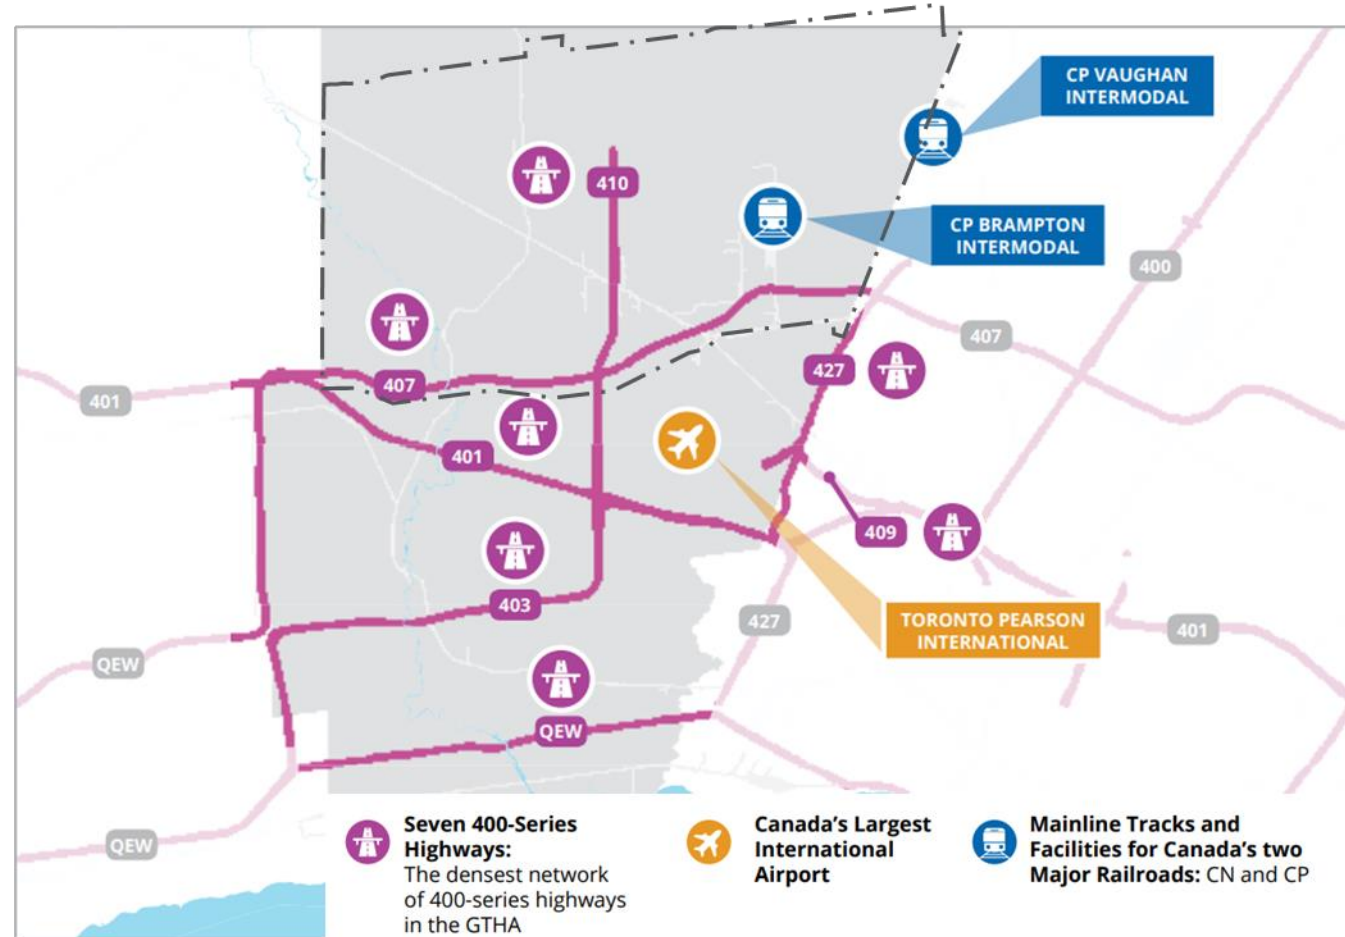 CP VAUGHAN
INTERMODAL
410
CP BRAMPTON
INTERMODAL
400
407
427
407
401
401
409
403
TORONTO PEARSON
INTERNATIONAL
427
401
QEW
QEW
QEW
Seven 400-Series
Highways:
The densest network
of 400-series highways
in the GTHA
Canada's Largest
International
Airport
Mainline Tracks and
Facilities for Canada's two
Major Railroads: CN and CP